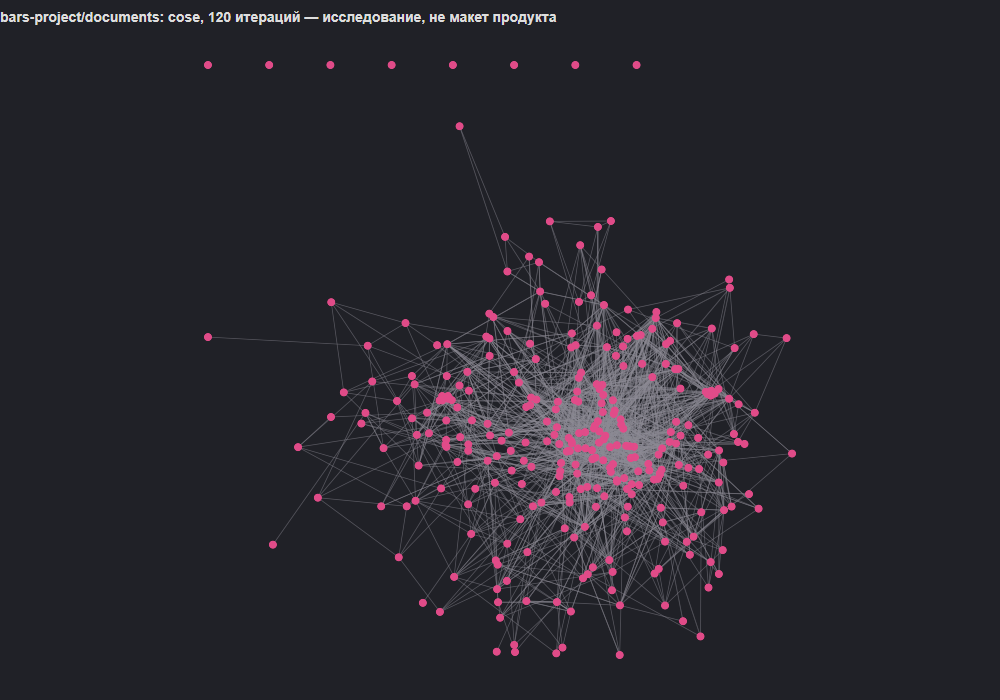 bars-project/documents: cose, 120 итераций — исследование, не макет продукта